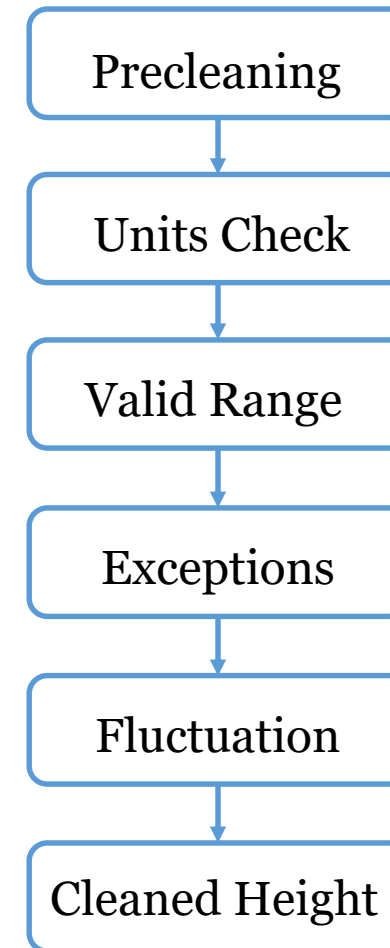 Precleaning
Units Check
Valid Range
Exceptions
Fluctuation
Cleaned Height